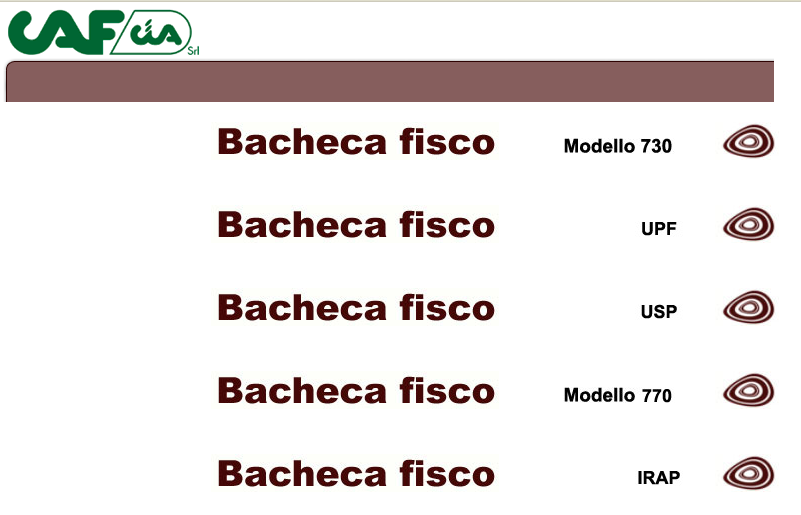 CAF cia Srl
Bacheca fisco Modello 730
Bacheca fisco UPF
Bacheca fisco USP
Bacheca fisco Modello 770
Bacheca fisco IRAP